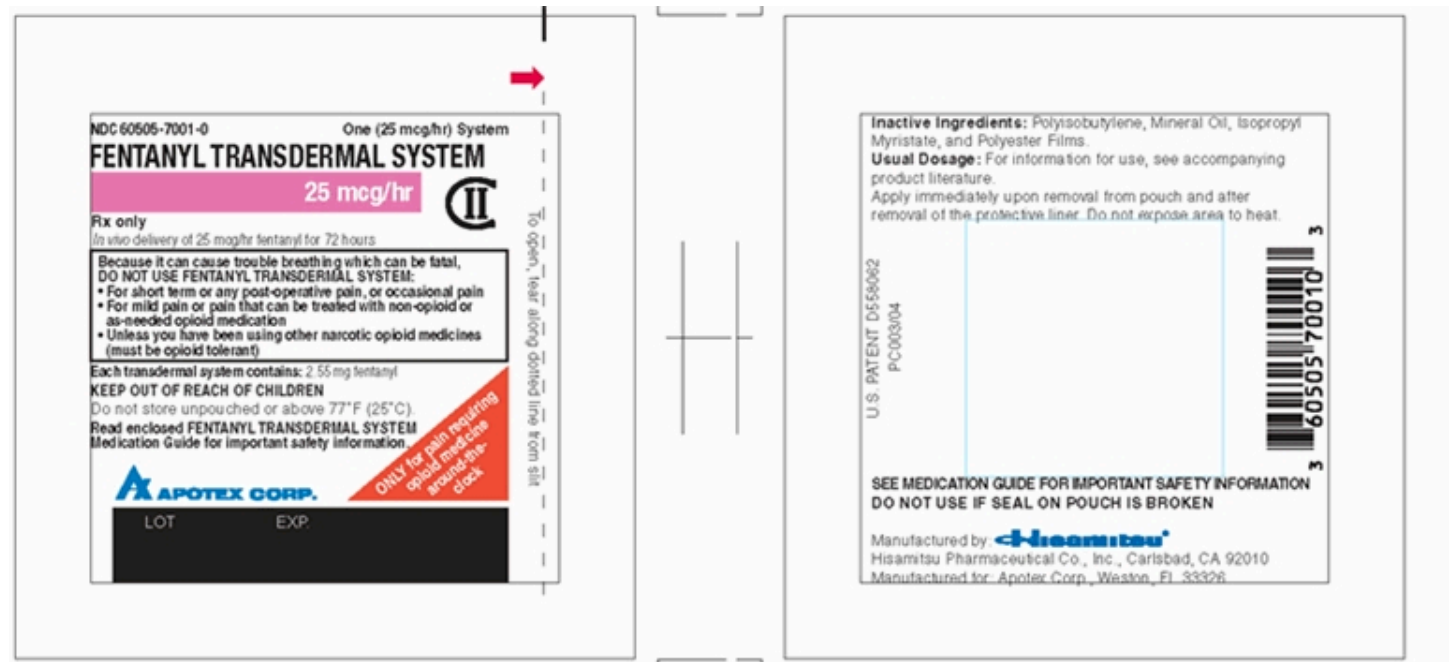 NDC 60505-7001-0 One (25 mcg/hr) System
FENTANYL TRANSDERMAL SYSTEM
25 mcg/hr
CII
Rx only
In vivo delivery of 25 mcg/hr fentanyl for 72 hours
Because it can cause trouble breathing which can be fatal,
DO NOT USE FENTANYL TRANSDERMAL SYSTEM:
• For short term or any post-operative pain, or occasional pain
• For mild pain or pain that can be treated with non-opioid or
as-needed opioid medication
• Unless you have been using other narcotic opioid medicines
(must be opioid tolerant)
Each transdermal system contains: 2.55 mg fentanyl
KEEP OUT OF REACH OF CHILDREN
Do not store unpouched or above 77°F (25°C).
Read enclosed FENTANYL TRANSDERMAL SYSTEM
Medication Guide for important safety information.
ONLY for pain requiring
opioid medicine
around-the-
clock
APOTEX CORP.
LOT EXP.
To open, tear along dotted line from slit
Inactive Ingredients: Polyisobutylene, Mineral Oil, Isopropyl
Myristate, and Polyester Films.
Usual Dosage: For information for use, see accompanying
product literature.
Apply immediately upon removal from pouch and after
removal of the protective liner. Do not expose area to heat.
U.S. PATENT D558062
PC003/04
3 60505 70010 3
SEE MEDICATION GUIDE FOR IMPORTANT SAFETY INFORMATION
DO NOT USE IF SEAL ON POUCH IS BROKEN
Manufactured by: Hisamitsu
Hisamitsu Pharmaceutical Co., Inc., Carlsbad, CA 92010
Manufactured for: Apotex Corp., Weston, FL 33326